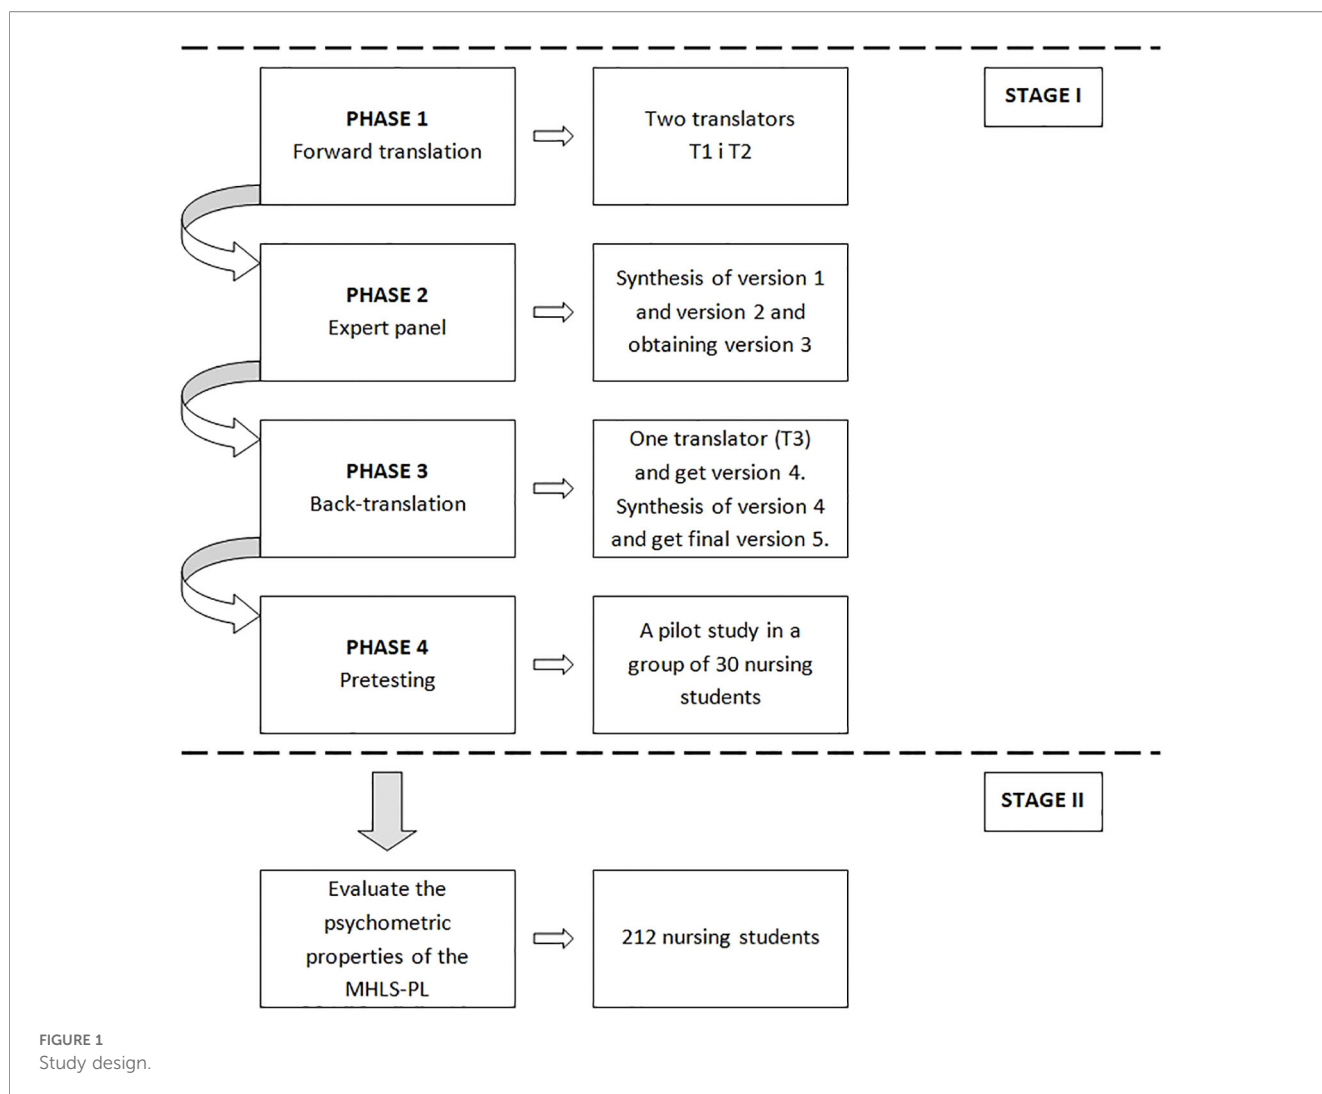 STAGE I
PHASE 1
Forward translation
Two translators
T1 i T2
PHASE 2
Expert panel
Synthesis of version 1
and version 2 and
obtaining version 3
PHASE 3
Back-translation
One translator (T3)
and get version 4.
Synthesis of version 4
and get final version 5.
PHASE 4
Pretesting
A pilot study in a
group of 30 nursing
students
STAGE II
Evaluate the
psychometric
properties of the
MHLS-PL
212 nursing students
FIGURE 1
Study design.